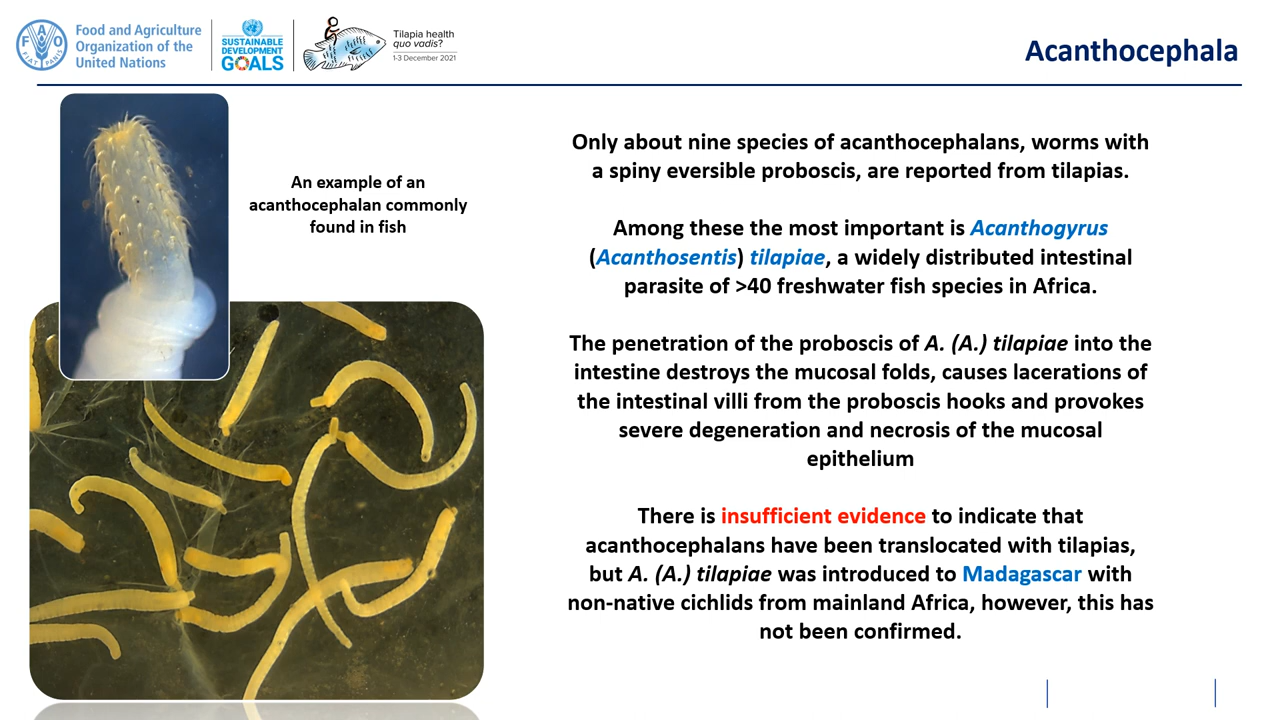 Food and Agriculture
Organization of the
United Nations
F A O
FIAT PANIS
SUSTAINABLE
DEVELOPMENT
GOALS
Tilapia health
quo vadis?
1-3 December 2021
Acanthocephala
An example of an
acanthocephalan commonly
found in fish
Only about nine species of acanthocephalans, worms with
a spiny eversible proboscis, are reported from tilapias.
Among these the most important is Acanthogyrus
(Acanthosentis) tilapiae, a widely distributed intestinal
parasite of >40 freshwater fish species in Africa.
The penetration of the proboscis of A. (A.) tilapiae into the
intestine destroys the mucosal folds, causes lacerations of
the intestinal villi from the proboscis hooks and provokes
severe degeneration and necrosis of the mucosal
epithelium
There is insufficient evidence to indicate that
acanthocephalans have been translocated with tilapias,
but A. (A.) tilapiae was introduced to Madagascar with
non-native cichlids from mainland Africa, however, this has
not been confirmed.